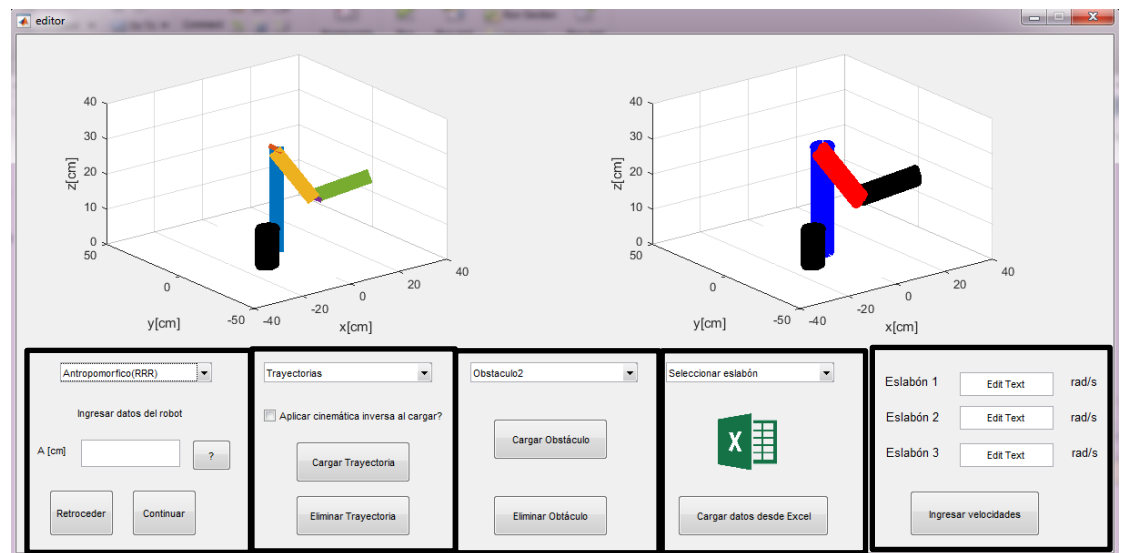 editor
40
30
20
10
0
z[cm]
50
0
-50
y[cm]
-40
-20
0
20
40
x[cm]
40
30
20
10
0
z[cm]
50
0
-50
y[cm]
-40
-20
0
20
40
x[cm]
Antropomorfico(RRR)
Ingresar datos del robot
A [cm]
?
Retroceder
Continuar
Trayectorias
Aplicar cinemática inversa al cargar?
Cargar Trayectoria
Eliminar Trayectoria
Obstaculo2
Cargar Obstáculo
Eliminar Obtáculo
Seleccionar eslabón
X
Cargar datos desde Excel
Eslabón 1 Edit Text rad/s
Eslabón 2 Edit Text rad/s
Eslabón 3 Edit Text rad/s
Ingresar velocidades